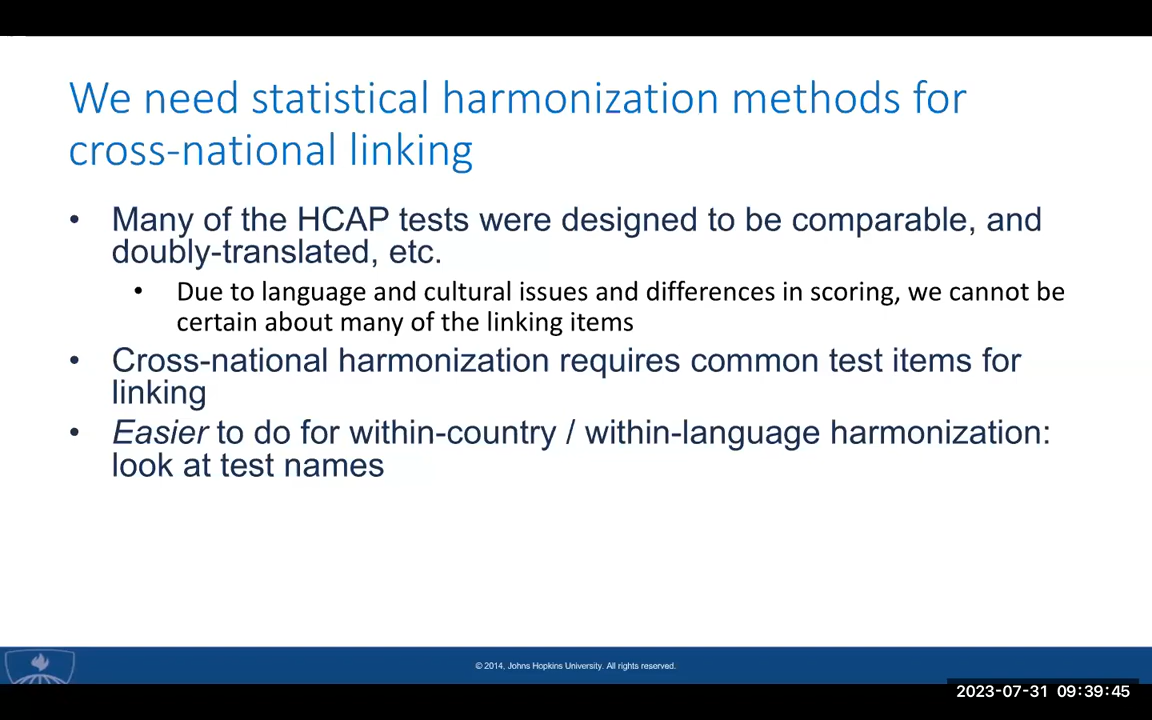 We need statistical harmonization methods for
cross-national linking
• Many of the HCAP tests were designed to be comparable, and
doubly-translated, etc.
• Due to language and cultural issues and differences in scoring, we cannot be
certain about many of the linking items
• Cross-national harmonization requires common test items for
linking
• Easier to do for within-country / within-language harmonization:
look at test names
© 2014, Johns Hopkins University. All rights reserved.
2023-07-31 09:39:45